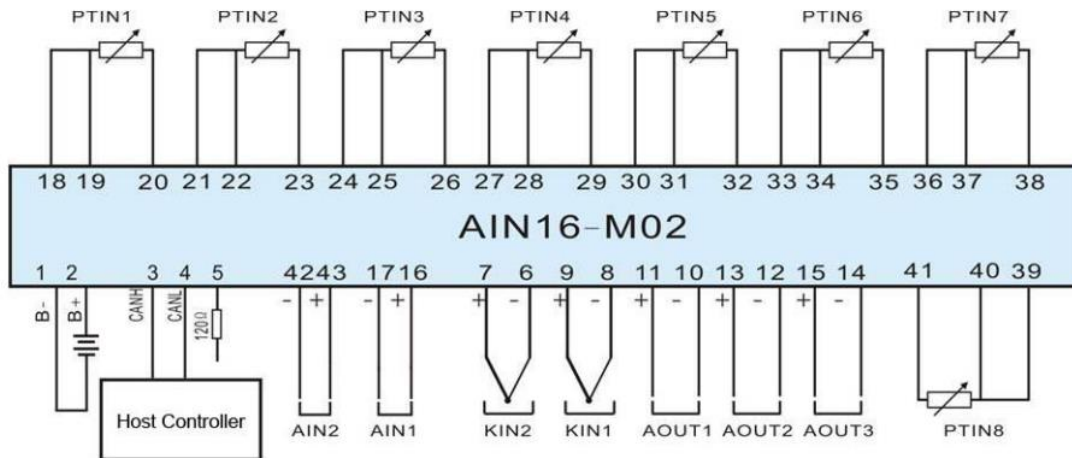 PTIN1 PTIN2 PTIN3 PTIN4 PTIN5 PTIN6 PTIN7
18 19 20 21 22 23 24 25 26 27 28 29 30 31 32 33 34 35 36 37 38
AIN16-M02
1 2 3 4 5 42 43 17 16 7 6 9 8 11 10 13 12 15 14 41 40 39
B- B+ CANH CANL 120Ω - + - + + - + - + - + - + -
Host Controller
AIN2 AIN1 KIN2 KIN1 AOUT1 AOUT2 AOUT3 PTIN8